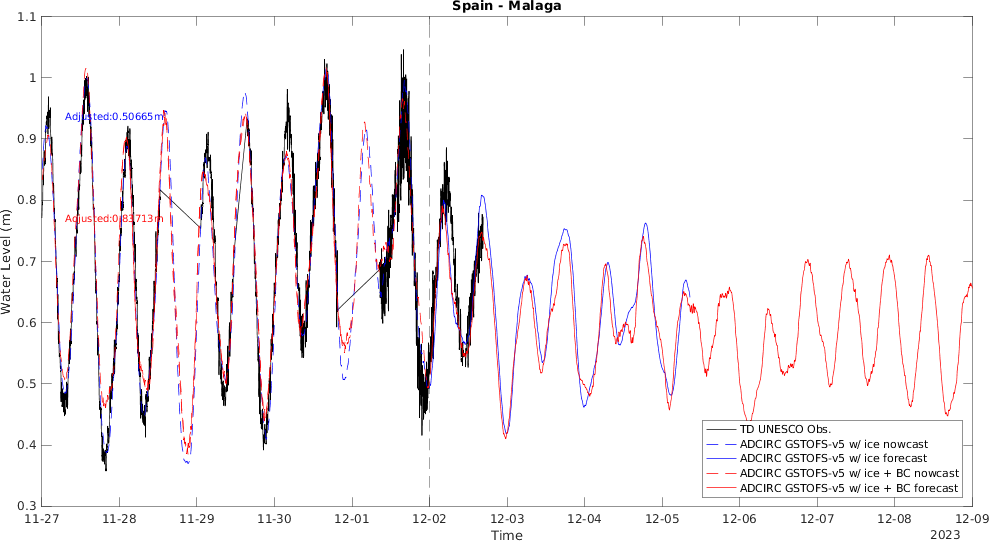 Spain - Malaga
1.1
1
0.9
0.8
0.7
0.6
0.5
0.4
0.3
Water Level (m)
Adjusted:0.50665m
Adjusted:0.83713m
TD UNESCO Obs.
ADCIRC GSTOFS-v5 w/ ice nowcast
ADCIRC GSTOFS-v5 w/ ice forecast
ADCIRC GSTOFS-v5 w/ ice + BC nowcast
ADCIRC GSTOFS-v5 w/ ice + BC forecast
11-27 11-28 11-29 11-30 12-01 12-02 12-03 12-04 12-05 12-06 12-07 12-08 12-09
Time
2023